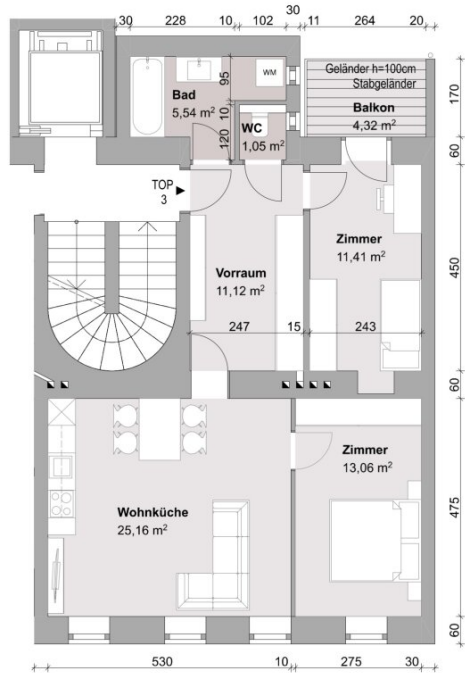 30 228 10 102 30 11 264 20
Geländer h=100cm
Stabgeländer
Balkon
4,32 m²
170
WM
95
Bad
5,54 m²
10
120
WC
1,05 m²
60
TOP
3
Zimmer
11,41 m²
Vorraum
11,12 m²
450
247 15 243
60
Zimmer
13,06 m²
Wohnküche
25,16 m²
475
60
530 10 275 30